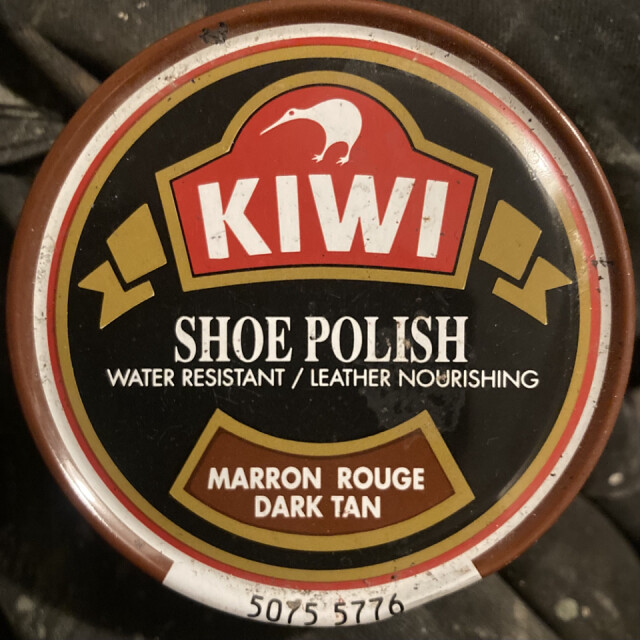 KIWI
SHOE POLISH
WATER RESISTANT / LEATHER NOURISHING
MARRON ROUGE
DARK TAN
5075 5776